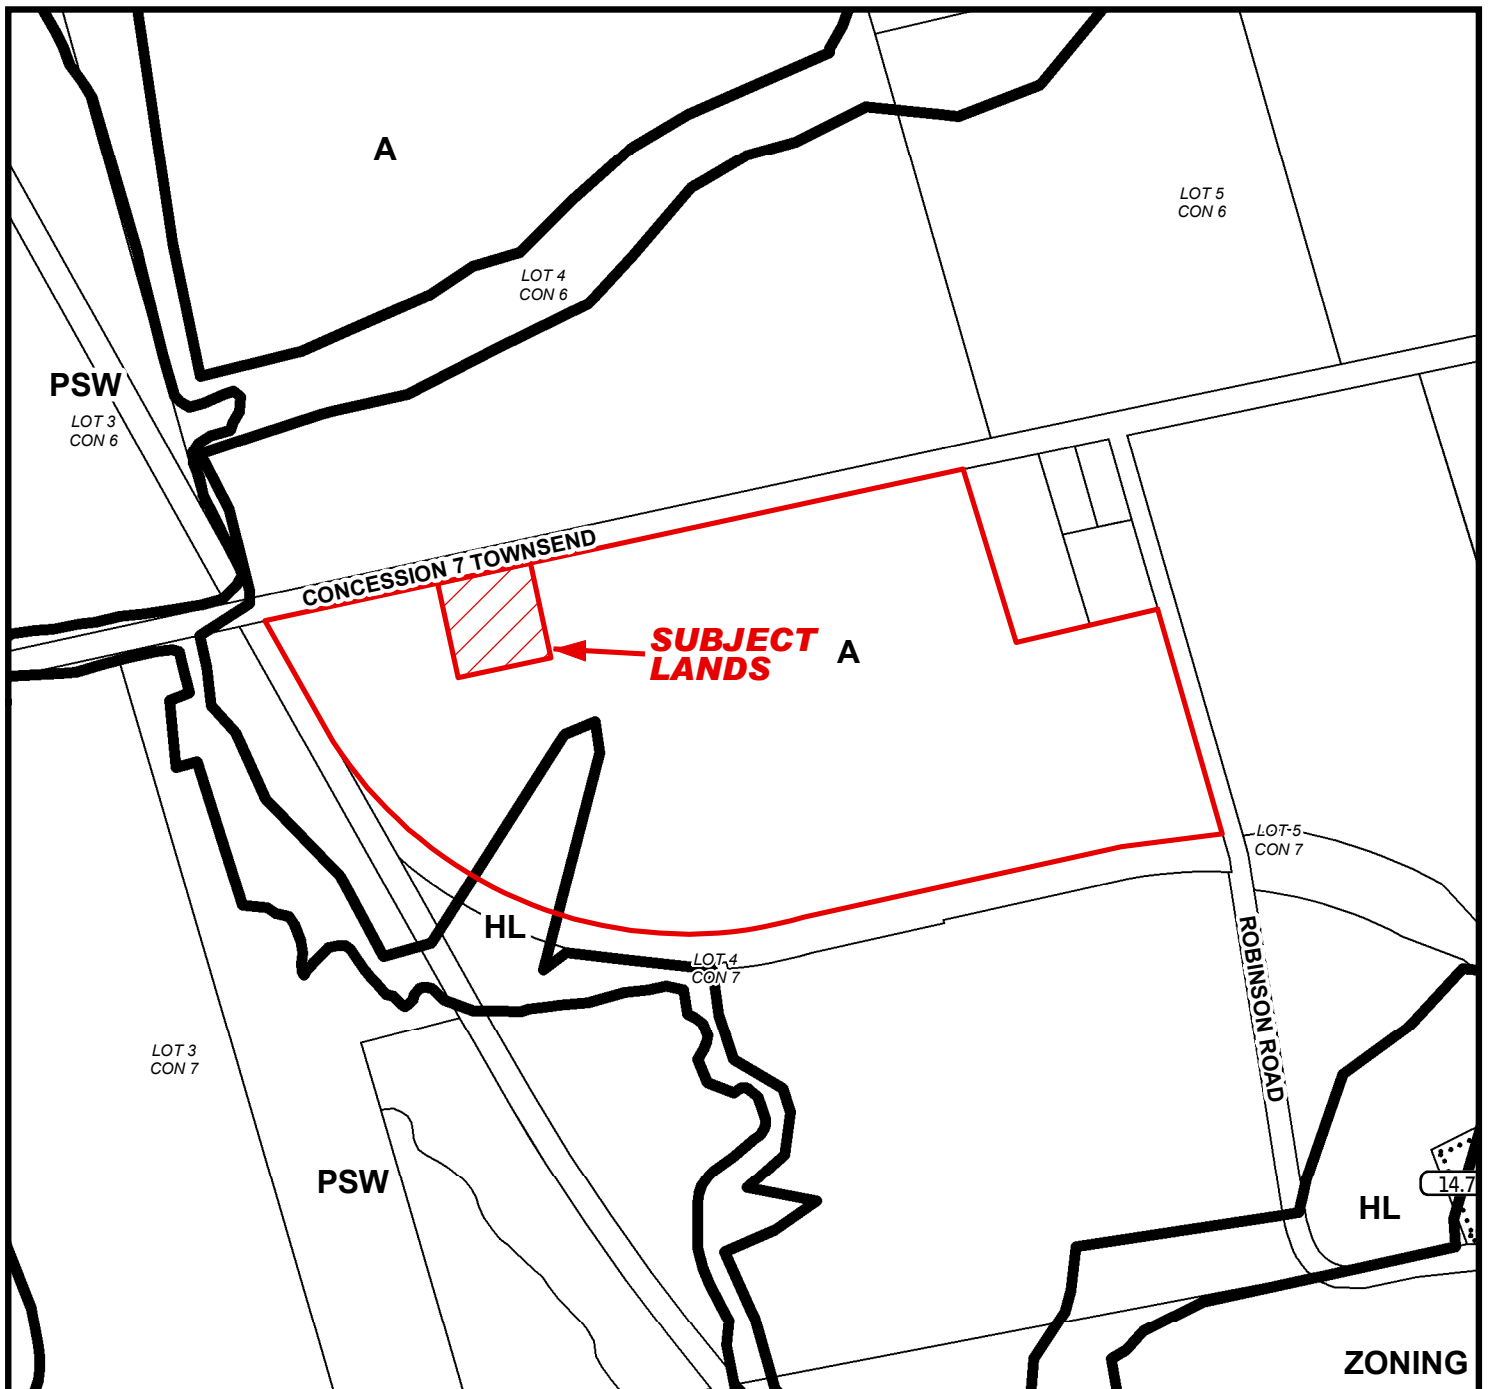 A
LOT 5
CON 6
LOT 4
CON 6
PSW
LOT 3
CON 6
CONCESSION 7 TOWNSEND
SUBJECT
LANDS
A
LOT 5
CON 7
HL
LOT 4
CON 7
ROBINSON ROAD
LOT 3
CON 7
PSW
14.7
HL
ZONING